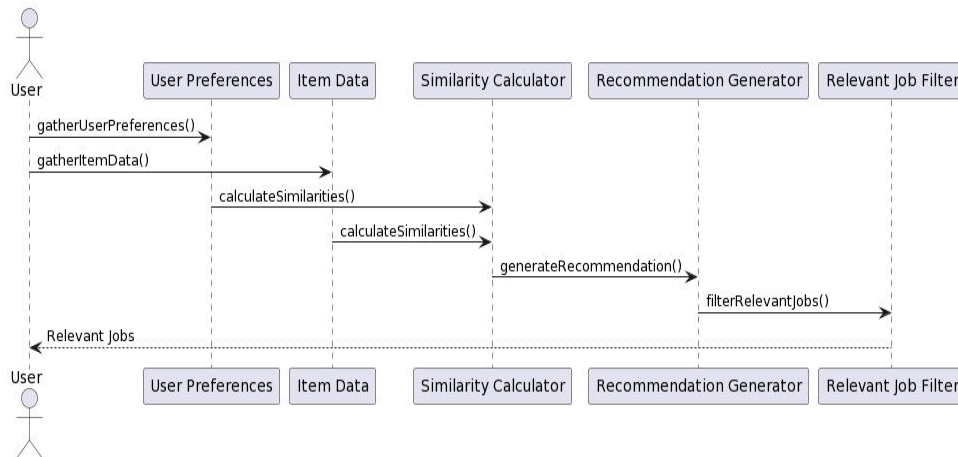 User
User Preferences
Item Data
Similarity Calculator
Recommendation Generator
Relevant Job Filter
gatherUserPreferences()
gatherItemData()
calculateSimilarities()
calculateSimilarities()
generateRecommendation()
filterRelevantJobs()
Relevant Jobs
User
User Preferences
Item Data
Similarity Calculator
Recommendation Generator
Relevant Job Filter